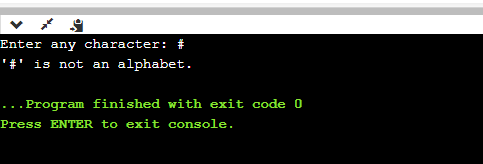 Enter any character: #
'#' is not an alphabet.
...Program finished with exit code 0
Press ENTER to exit console.